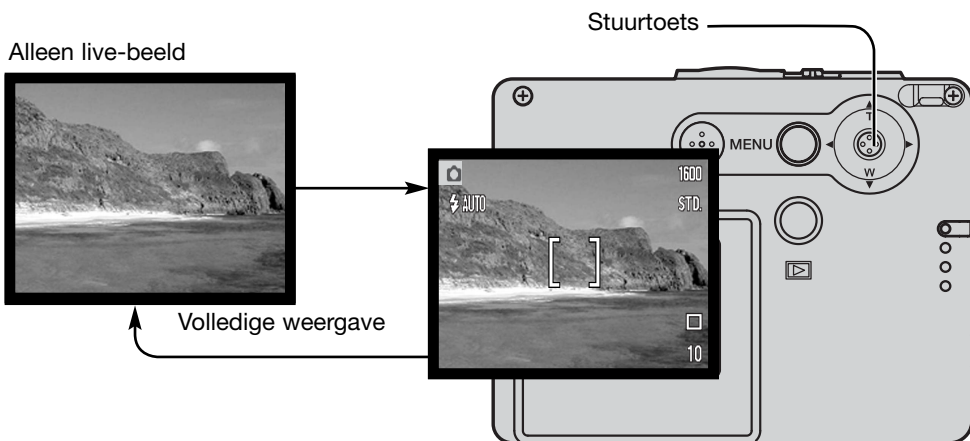 Stuurtoets
Alleen live-beeld
MENU
T
W
1600
AUTO
STD.
Volledige weergave
10